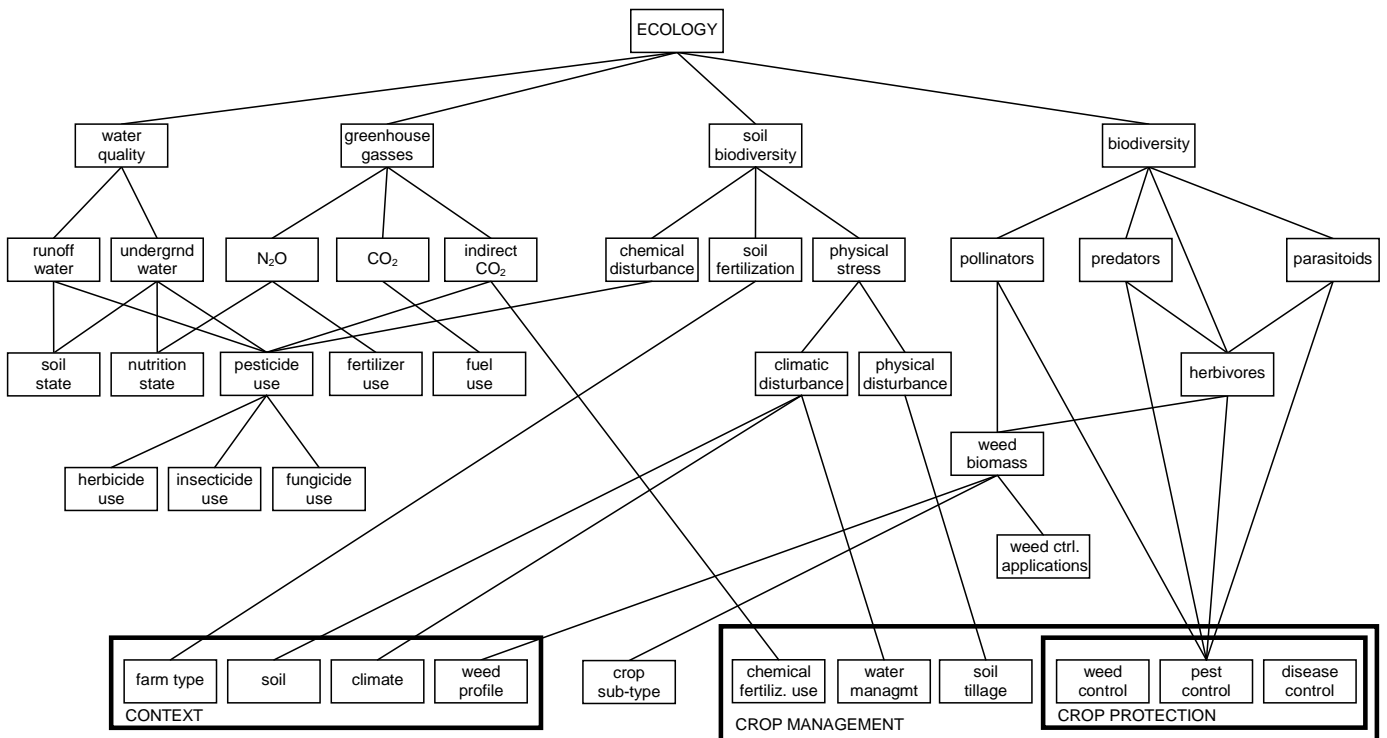 ECOLOGY
water
quality
greenhouse
gasses
soil
biodiversity
biodiversity
runoff
water
undergrnd
water
N₂O
CO₂
indirect
CO₂
chemical
disturbance
soil
fertilization
physical
stress
pollinators
predators
parasitoids
soil
state
nutrition
state
pesticide
use
fertilizer
use
fuel
use
climatic
disturbance
physical
disturbance
herbivores
weed
biomass
herbicide
use
insecticide
use
fungicide
use
weed ctrl.
applications
farm type
soil
climate
weed
profile
CONTEXT
crop
sub-type
chemical
fertiliz. use
water
managmt
soil
tillage
weed
control
pest
control
disease
control
CROP PROTECTION
CROP MANAGEMENT